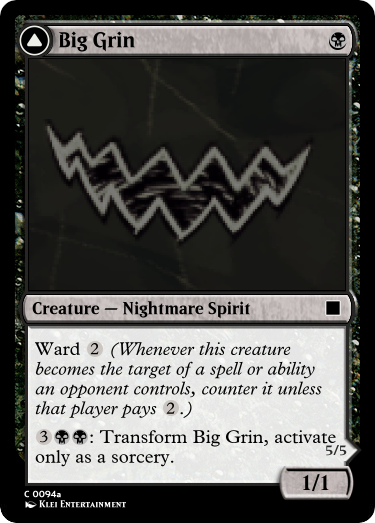 Big Grin
Creature — Nightmare Spirit
Ward 2 (Whenever this creature
becomes the target of a spell or ability
an opponent controls, counter it unless
that player pays 2.)
3: Transform Big Grin, activate
only as a sorcery.
5/5
1/1
C 0094a
Klei Entertainment